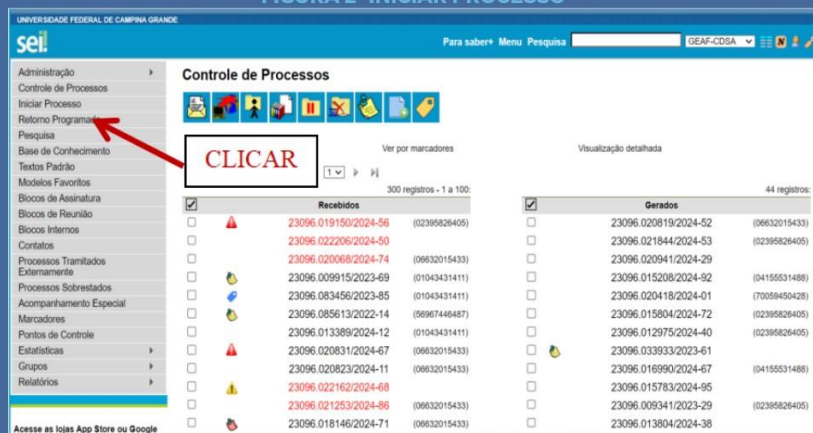 FIGURA 2 - INICIAR PROCESSO
UNIVERSIDADE FEDERAL DE CAMPINA GRANDE
sei!
Para saber+ Menu Pesquisa
GEAF-CDSA
Administração
Controle de Processos
Iniciar Processo
Retorno Programado
Pesquisa
Base de Conhecimento
Textos Padrão
Modelos Favoritos
Blocos de Assinatura
Blocos de Reunião
Blocos Internos
Contatos
Processos Tramitados
Externamente
Processos Sobrestados
Acompanhamento Especial
Marcadores
Pontos de Controle
Estatísticas
Grupos
Relatórios
Acesse as lojas App Store ou Google
Controle de Processos
CLICAR
Ver por marcadores
Visualização detalhada
1
300 registros - 1 a 100:
44 registros:
Recebidos
Gerados
23096.019150/2024-56 (02395826405)
23096.020819/2024-52 (06632015433)
23096.022206/2024-50
23096.021844/2024-53 (02395826405)
23096.020068/2024-74 (06632015433)
23096.020941/2024-29
23096.009915/2023-69 (01043431411)
23096.015208/2024-92 (04155531488)
23096.083456/2023-85 (01043431411)
23096.020418/2024-01 (70059450428)
23096.085613/2022-14 (56967446487)
23096.015804/2024-72 (02395826405)
23096.013389/2024-12 (01043431411)
23096.012975/2024-40 (02395826405)
23096.020831/2024-67 (06632015433)
23096.033933/2023-61
23096.020823/2024-11 (06632015433)
23096.016990/2024-67 (04155531488)
23096.022162/2024-68
23096.015783/2024-95
23096.021253/2024-86 (06632015433)
23096.009341/2023-29 (02395826405)
23096.018146/2024-71 (06632015433)
23096.013804/2024-38